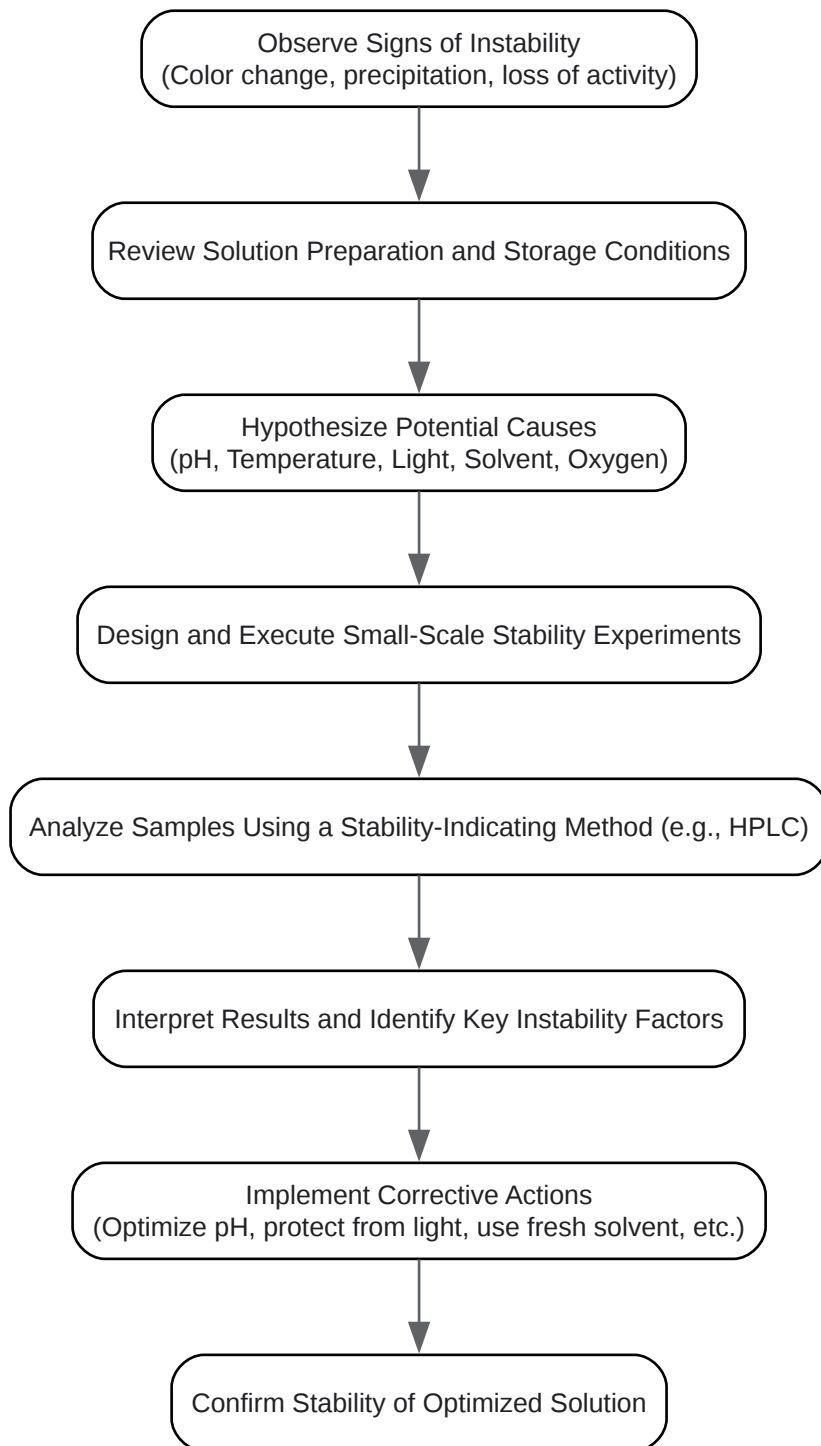 Observe Signs of Instability
(Color change, precipitation, loss of activity)
Review Solution Preparation and Storage Conditions
Hypothesize Potential Causes
(pH, Temperature, Light, Solvent, Oxygen)
Design and Execute Small-Scale Stability Experiments
Analyze Samples Using a Stability-Indicating Method (e.g., HPLC)
Interpret Results and Identify Key Instability Factors
Implement Corrective Actions
(Optimize pH, protect from light, use fresh solvent, etc.)
Confirm Stability of Optimized Solution